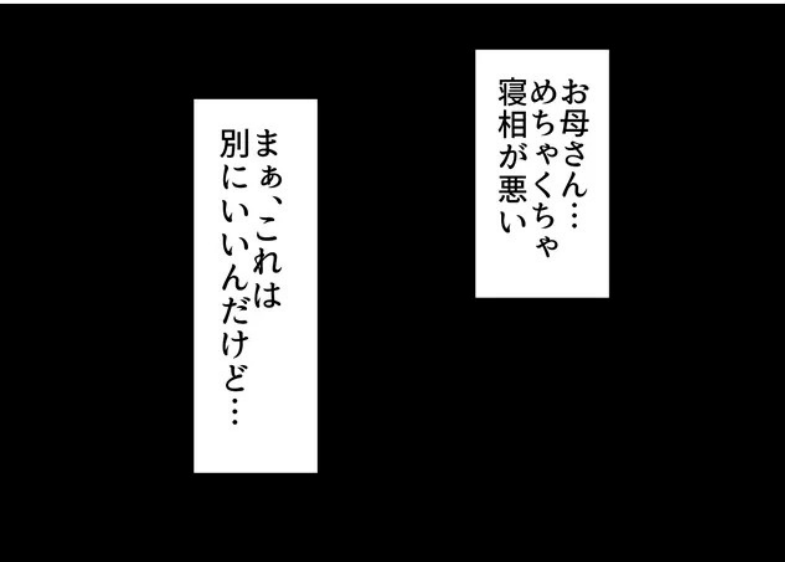 お母さん…
めちゃくちゃ
寝相が悪い
まぁ、これは
別にいいんだけど…